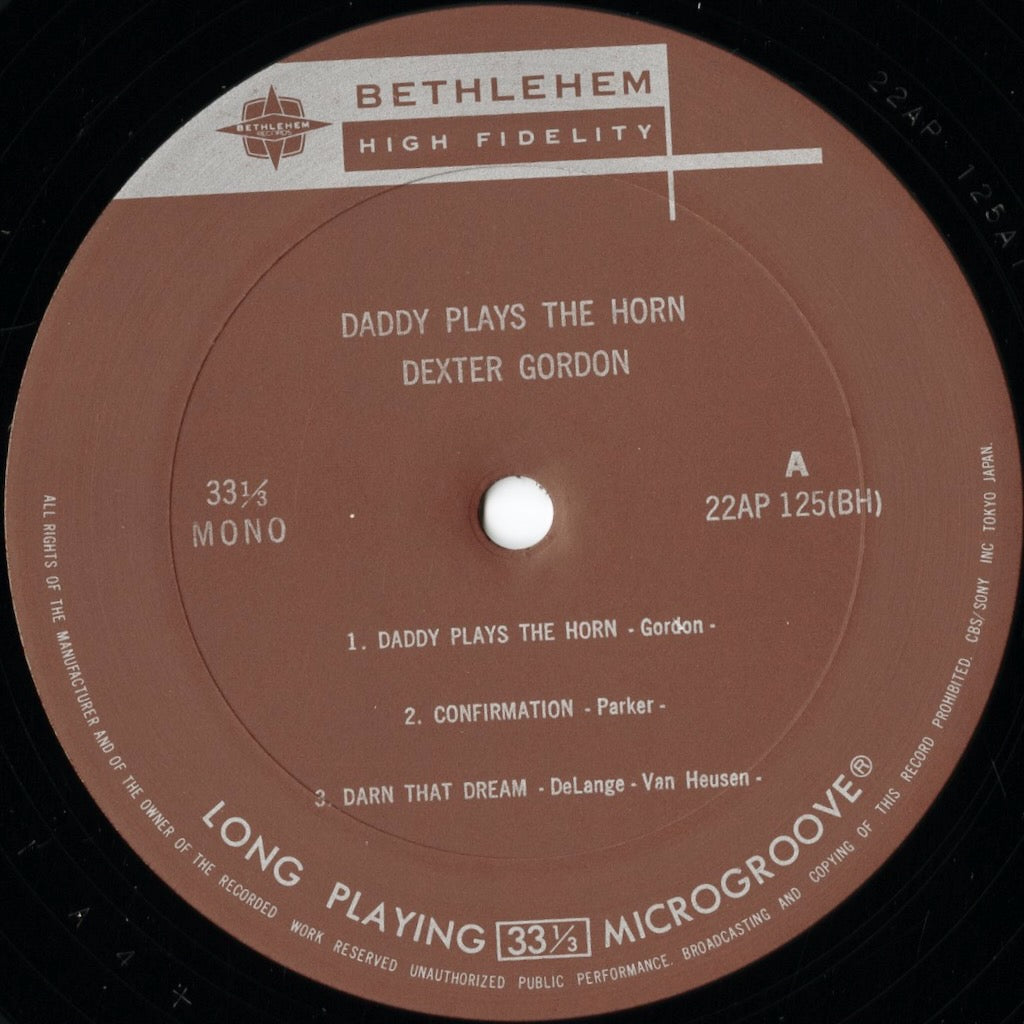 BETHLEHEM
HIGH FIDELITY
BETHLEHEM
RECORDS
22AP 125A1
DADDY PLAYS THE HORN
DEXTER GORDON
33⅓
MONO
A
22AP 125(BH)
1. DADDY PLAYS THE HORN - Gordon -
2. CONFIRMATION - Parker -
3. DARN THAT DREAM - DeLange - Van Heusen -
LONG PLAYING 33⅓ MICROGROOVE®
ALL RIGHTS OF THE MANUFACTURER AND OF THE OWNER OF THE RECORDED WORK RESERVED UNAUTHORIZED PUBLIC PERFORMANCE. BROADCASTING AND COPYING OF THIS RECORD PROHIBITED. CBS/SONY INC TOKYO JAPAN.